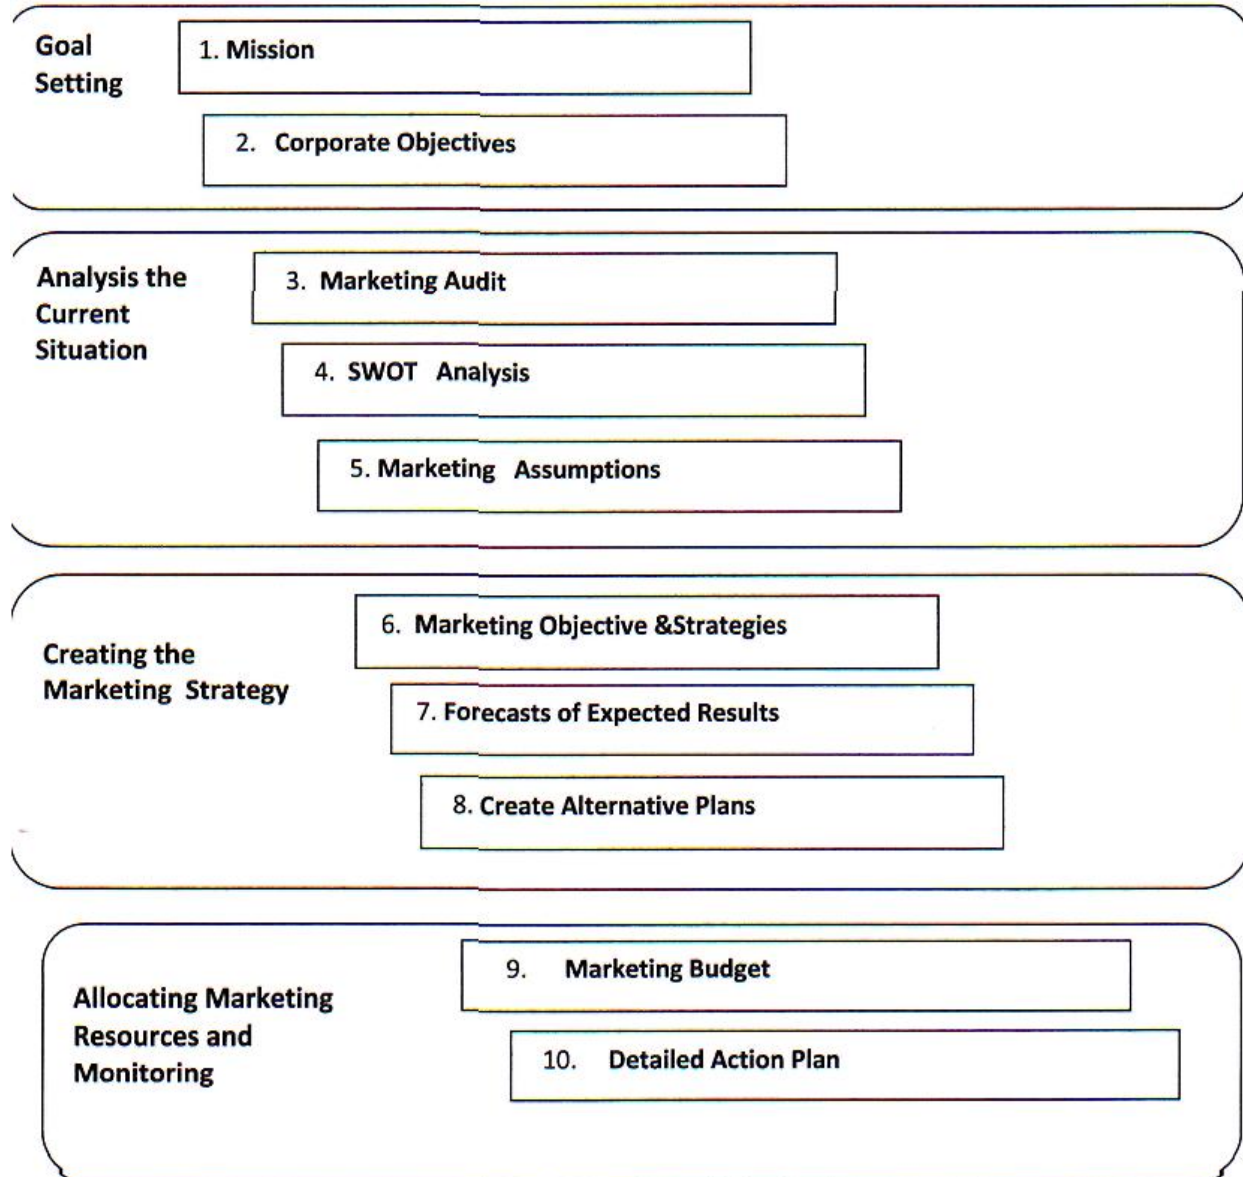 Goal
Setting
1. Mission
2. Corporate Objectives
Analysis the
Current
Situation
3. Marketing Audit
4. SWOT Analysis
5. Marketing Assumptions
Creating the
Marketing Strategy
6. Marketing Objective &Strategies
7. Forecasts of Expected Results
8. Create Alternative Plans
Allocating Marketing
Resources and
Monitoring
9. Marketing Budget
10. Detailed Action Plan